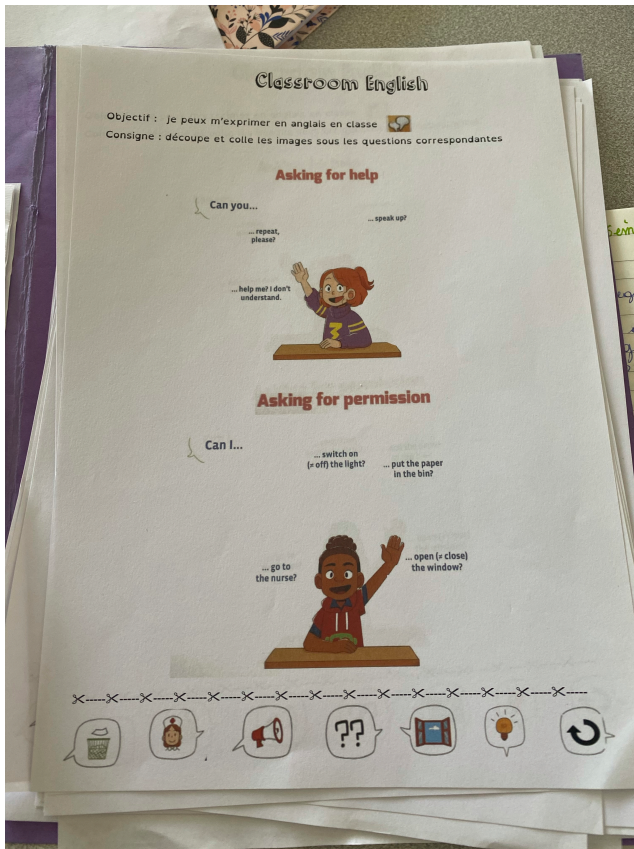 Classroom English
Objectif : je peux m'exprimer en anglais en classe
Consigne : découpe et colle les images sous les questions correspondantes
Asking for help
Can you...
... speak up?
... repeat,
please?
... help me? I don't
understand.
Asking for permission
Can I...
... switch on
(≠ off) the light?
... put the paper
in the bin?
... go to
the nurse?
... open (≠ close)
the window?
??